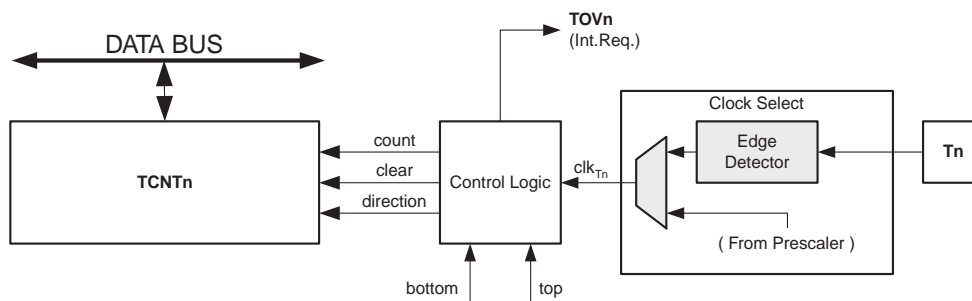 TOVn
(Int.Req.)
DATA BUS
Clock Select
count
Edge
Detector
Tn
TCNTn
clear
Control Logic
clkTn
direction
( From Prescaler )
bottom
top